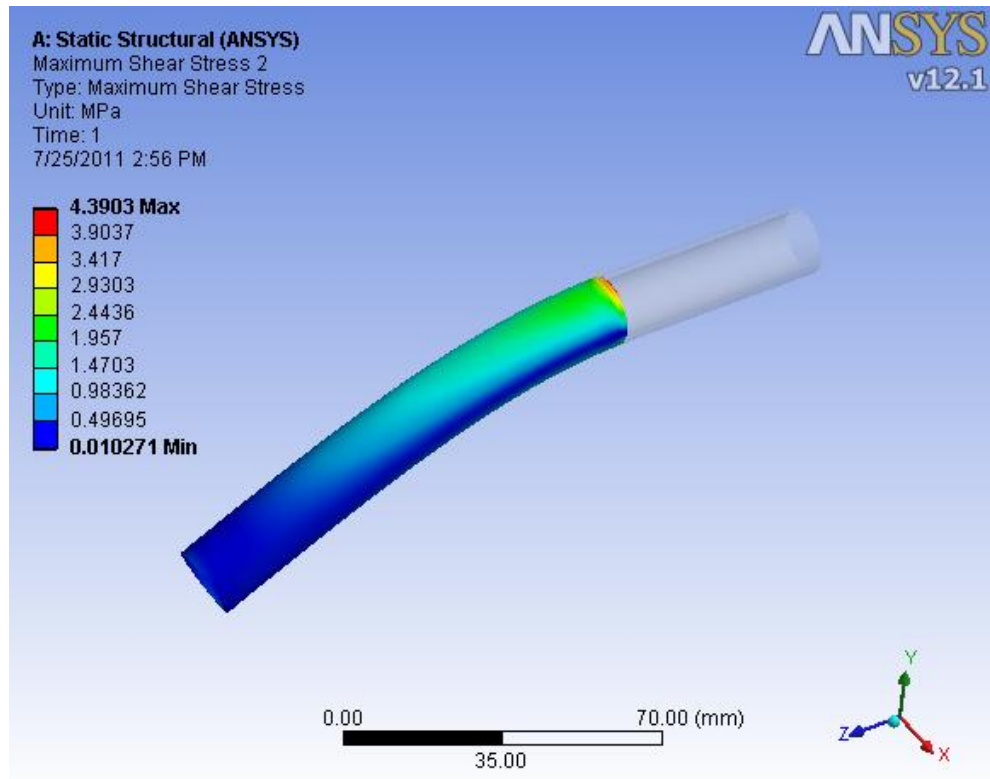 A: Static Structural (ANSYS)
Maximum Shear Stress 2
Type: Maximum Shear Stress
Unit: MPa
Time: 1
7/25/2011 2:56 PM
ANSYS
v12.1
4.3903 Max
3.9037
3.417
2.9303
2.4436
1.957
1.4703
0.98362
0.49695
0.010271 Min
0.00
70.00 (mm)
35.00
Y
Z
X